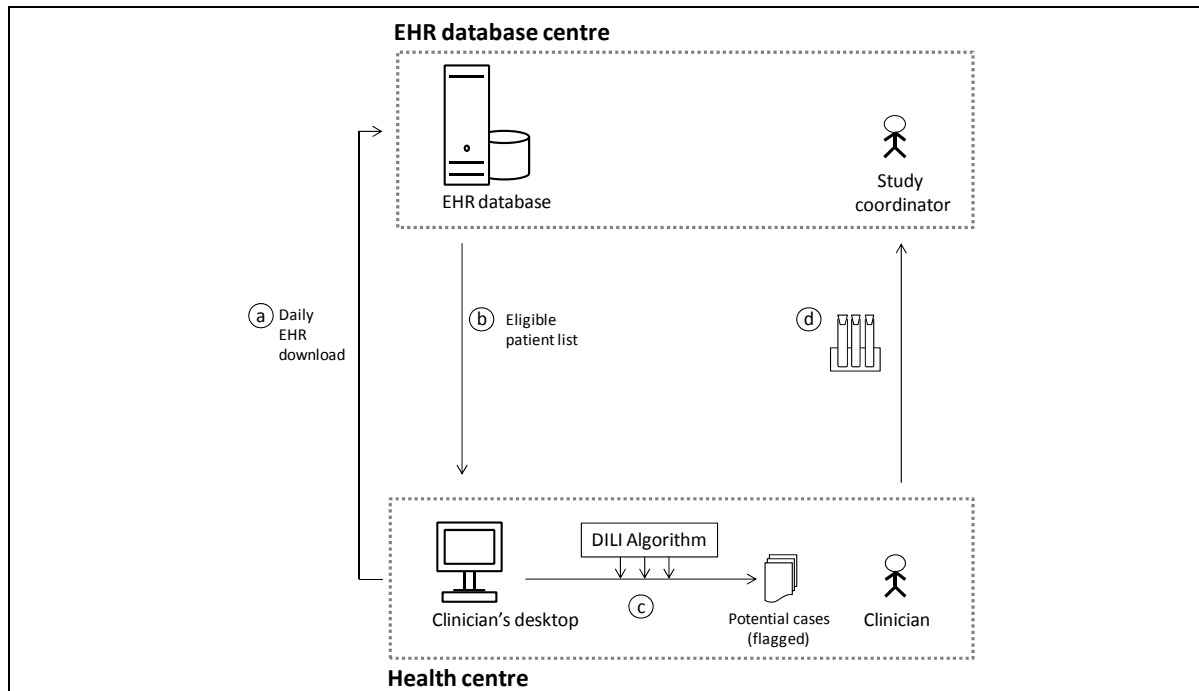 EHR database centre
EHR database
Study
coordinator
a
Daily
EHR
download
b
Eligible
patient list
d
DILI Algorithm
c
Clinician’s desktop
Potential cases
(flagged)
Clinician
Health centre